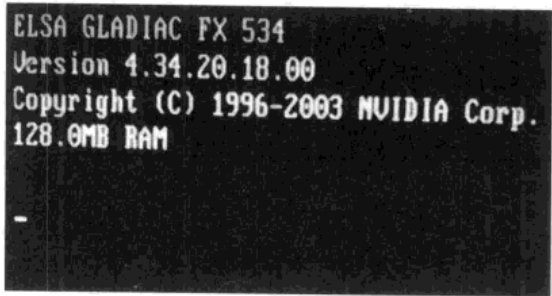 ELSA GLADIAC FX 534
Version 4.34.20.18.00
Copyright (C) 1996-2003 NVIDIA Corp.
128.0MB RAM